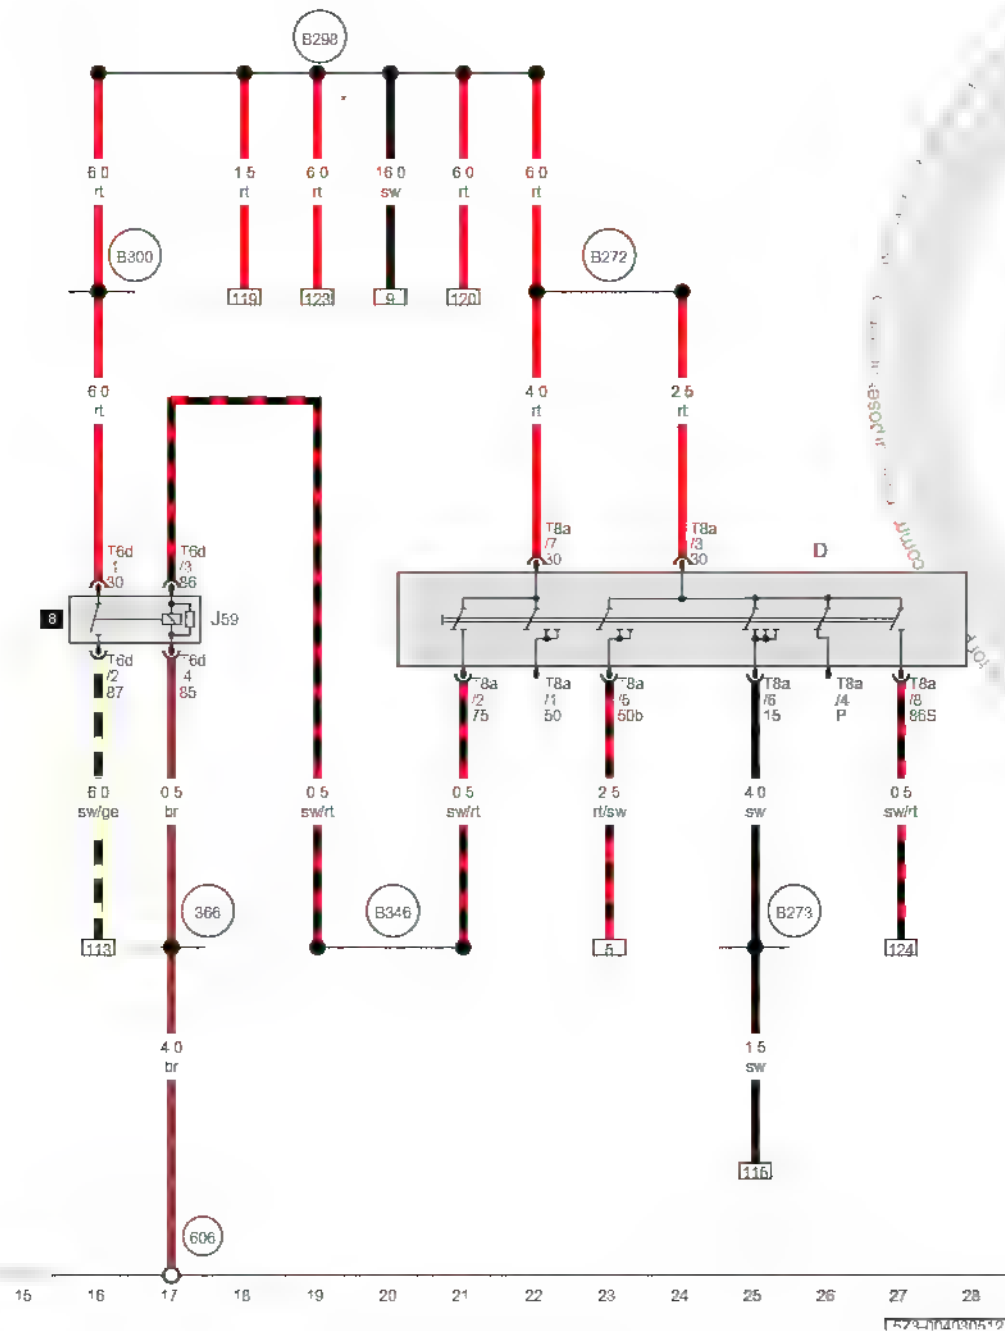 B298
6.0 1.5 6.0 16.0 6.0 6.0
rt rt rt sw rt rt
B300 B272
119 123 9 120
6.0 4.0 2.5
rt rt rt
T6d T6d T8a T8a
/1 /3 /7 /3
30 86 30 30
D
8 J59
T6d T6d T8a T8a T8a T8a T8a T8a
/2 /4 /2 /1 /5 /6 /4 /8
87 85 75 50 50b 15 P 86S
6.0 0.5 0.5 0.5 2.5 4.0 0.5
sw/ge br sw/rt sw/rt rt/sw sw sw/rt
366 B346 B273
113 5 124
4.0 1.5
br sw
606
15 16 17 18 19 20 21 22 23 24 25 26 27 28